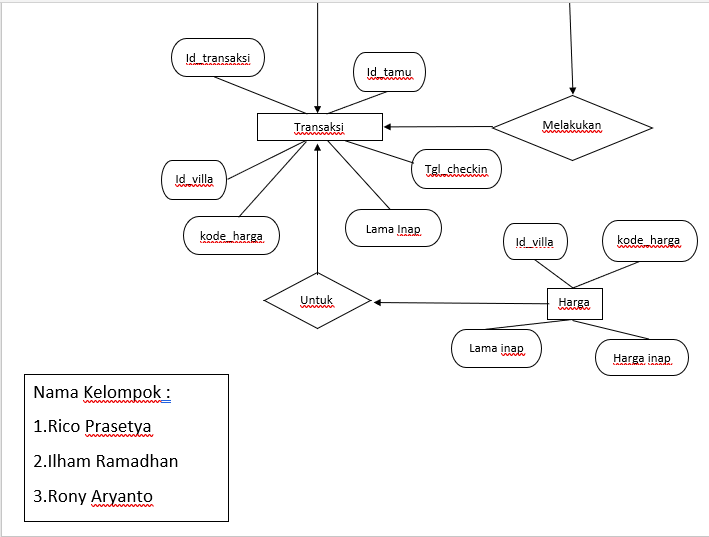 Id_transaksi
Id_tamu
Transaksi
Melakukan
Id_villa
Tgl_checkin
kode_harga
Lama Inap
Id_villa
kode_harga
Untuk
Harga
Lama inap
Harga inap
Nama Kelompok :
1.Rico Prasetya
2.Ilham Ramadhan
3.Rony Aryanto